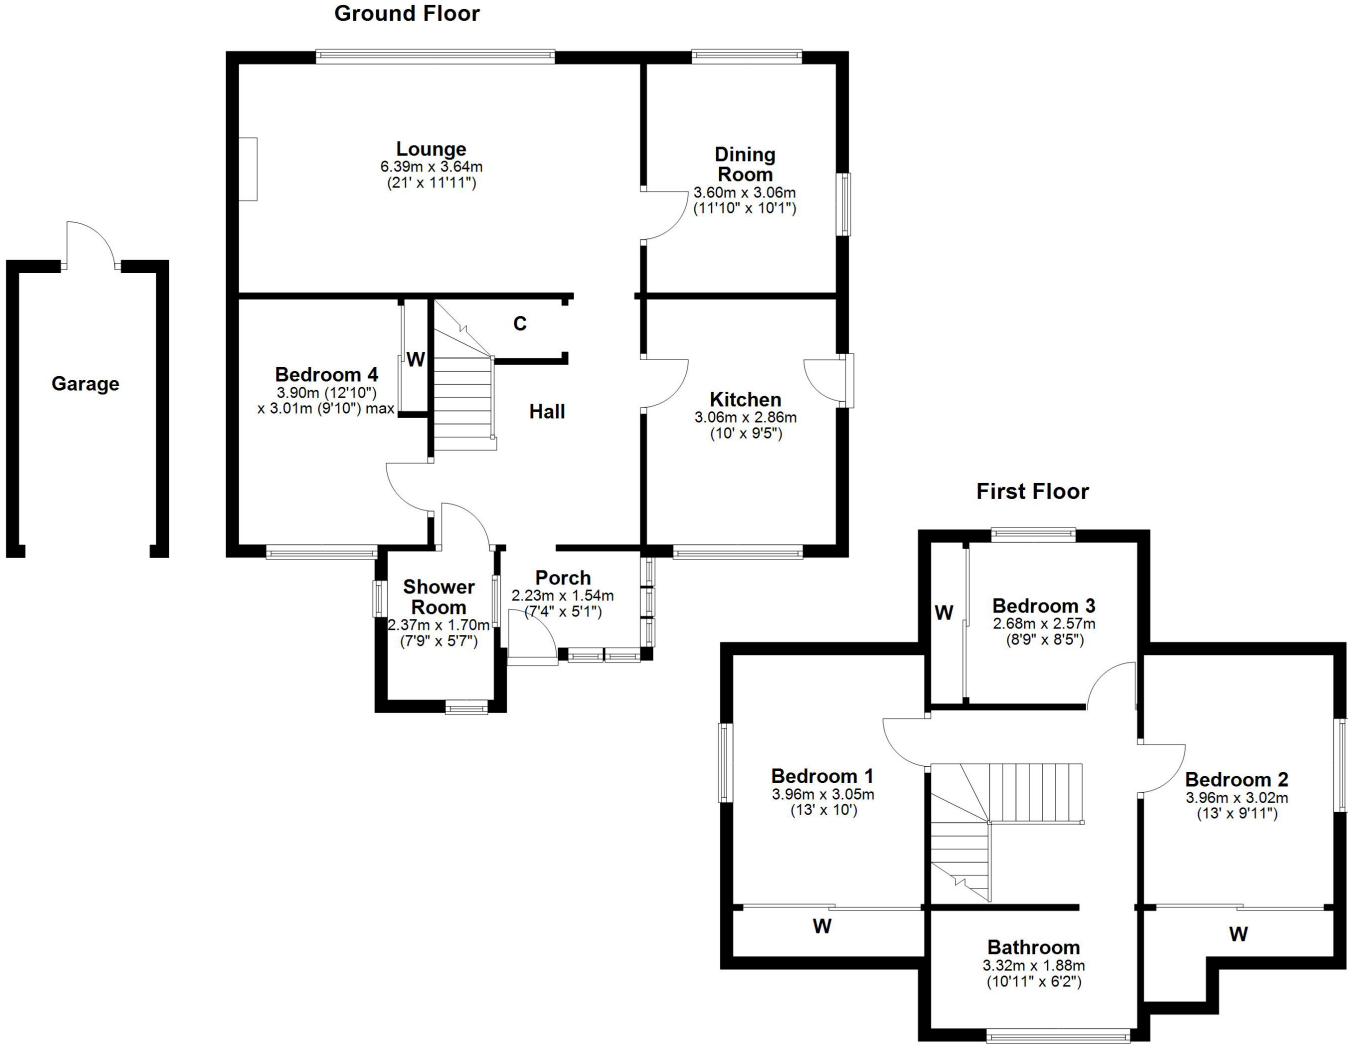 Ground Floor
Lounge
6.39m x 3.64m
(21' x 11'11")
Dining
Room
3.60m x 3.06m
(11'10" x 10'1")
Garage
Bedroom 4
3.90m (12'10")
x 3.01m (9'10") max
W
C
Hall
Kitchen
3.06m x 2.86m
(10' x 9'5")
Shower
Room
2.37m x 1.70m
(7'9" x 5'7")
Porch
2.23m x 1.54m
(7'4" x 5'1")
First Floor
W
Bedroom 3
2.68m x 2.57m
(8'9" x 8'5")
Bedroom 1
3.96m x 3.05m
(13' x 10')
Bedroom 2
3.96m x 3.02m
(13' x 9'11")
W
Bathroom
3.32m x 1.88m
(10'11" x 6'2")
W